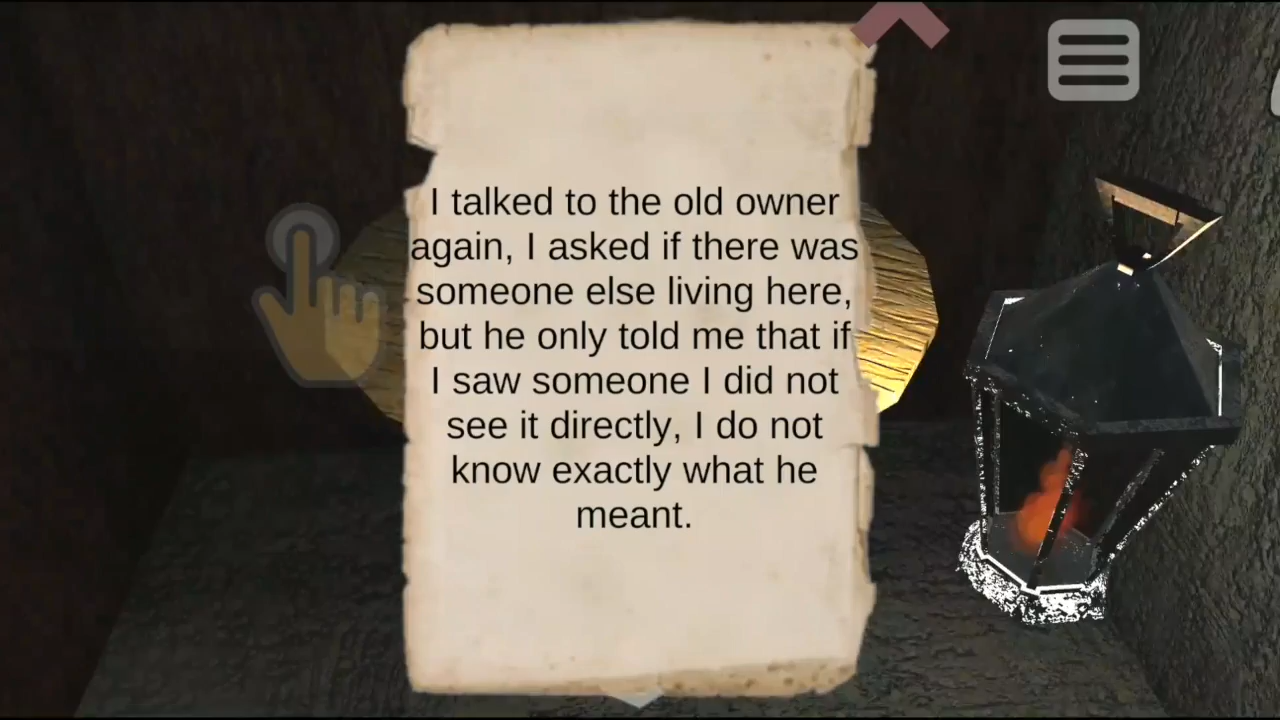 I talked to the old owner
again, I asked if there was
someone else living here,
but he only told me that if
I saw someone I did not
see it directly, I do not
know exactly what he
meant.